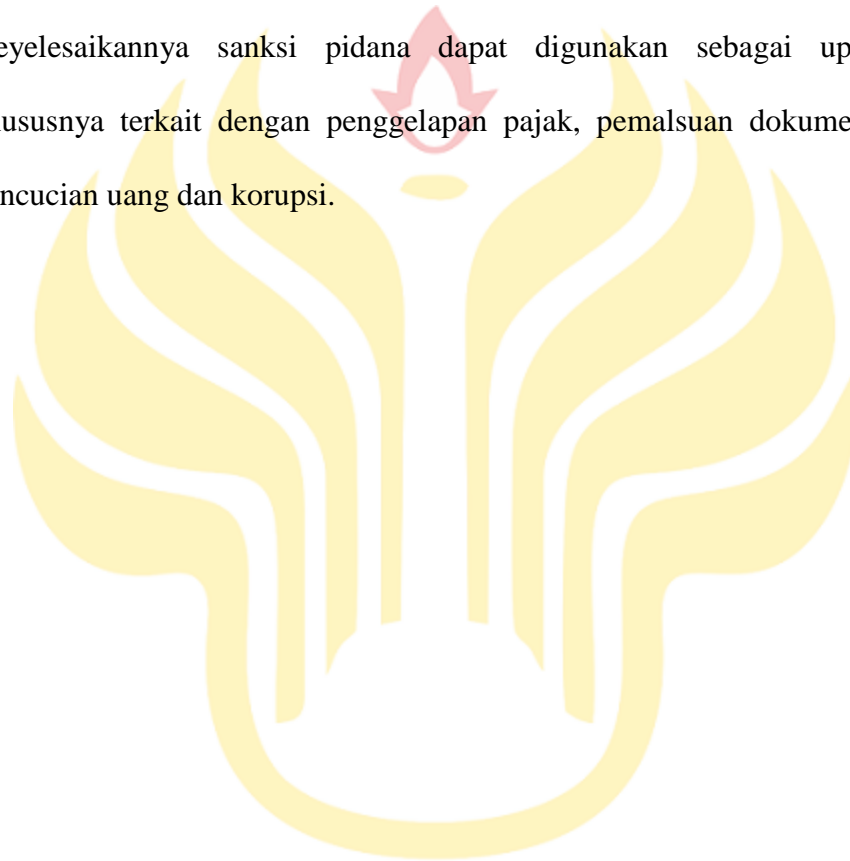 eyelesaikannya sanksi pidana dapat digunakan sebagai up
ususnya terkait dengan penggelapan pajak, pemalsuan dokume
ncucian uang dan korupsi.